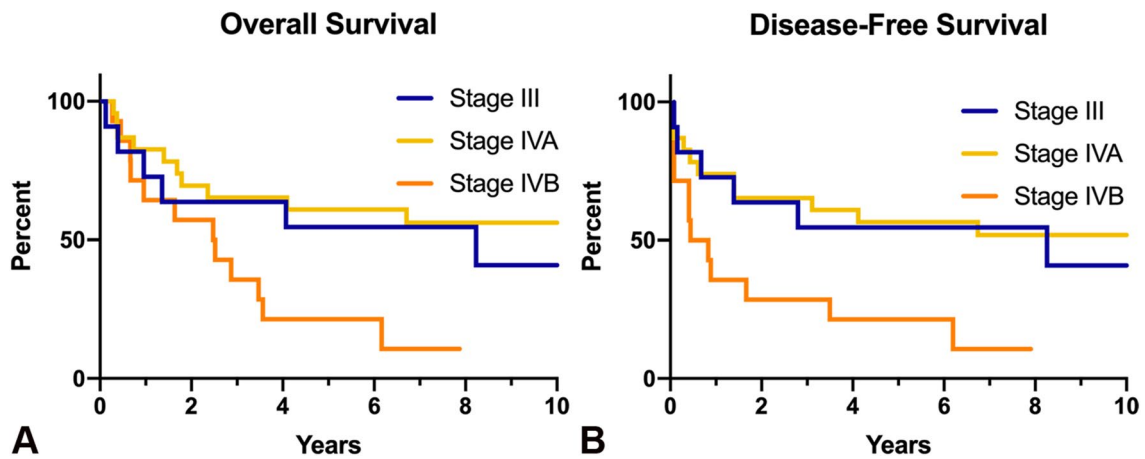 Overall Survival
100
50
0
Percent
Stage III
Stage IVA
Stage IVB
0 2 4 6 8 10
Years
A
Disease-Free Survival
100
50
0
Percent
Stage III
Stage IVA
Stage IVB
0 2 4 6 8 10
Years
B